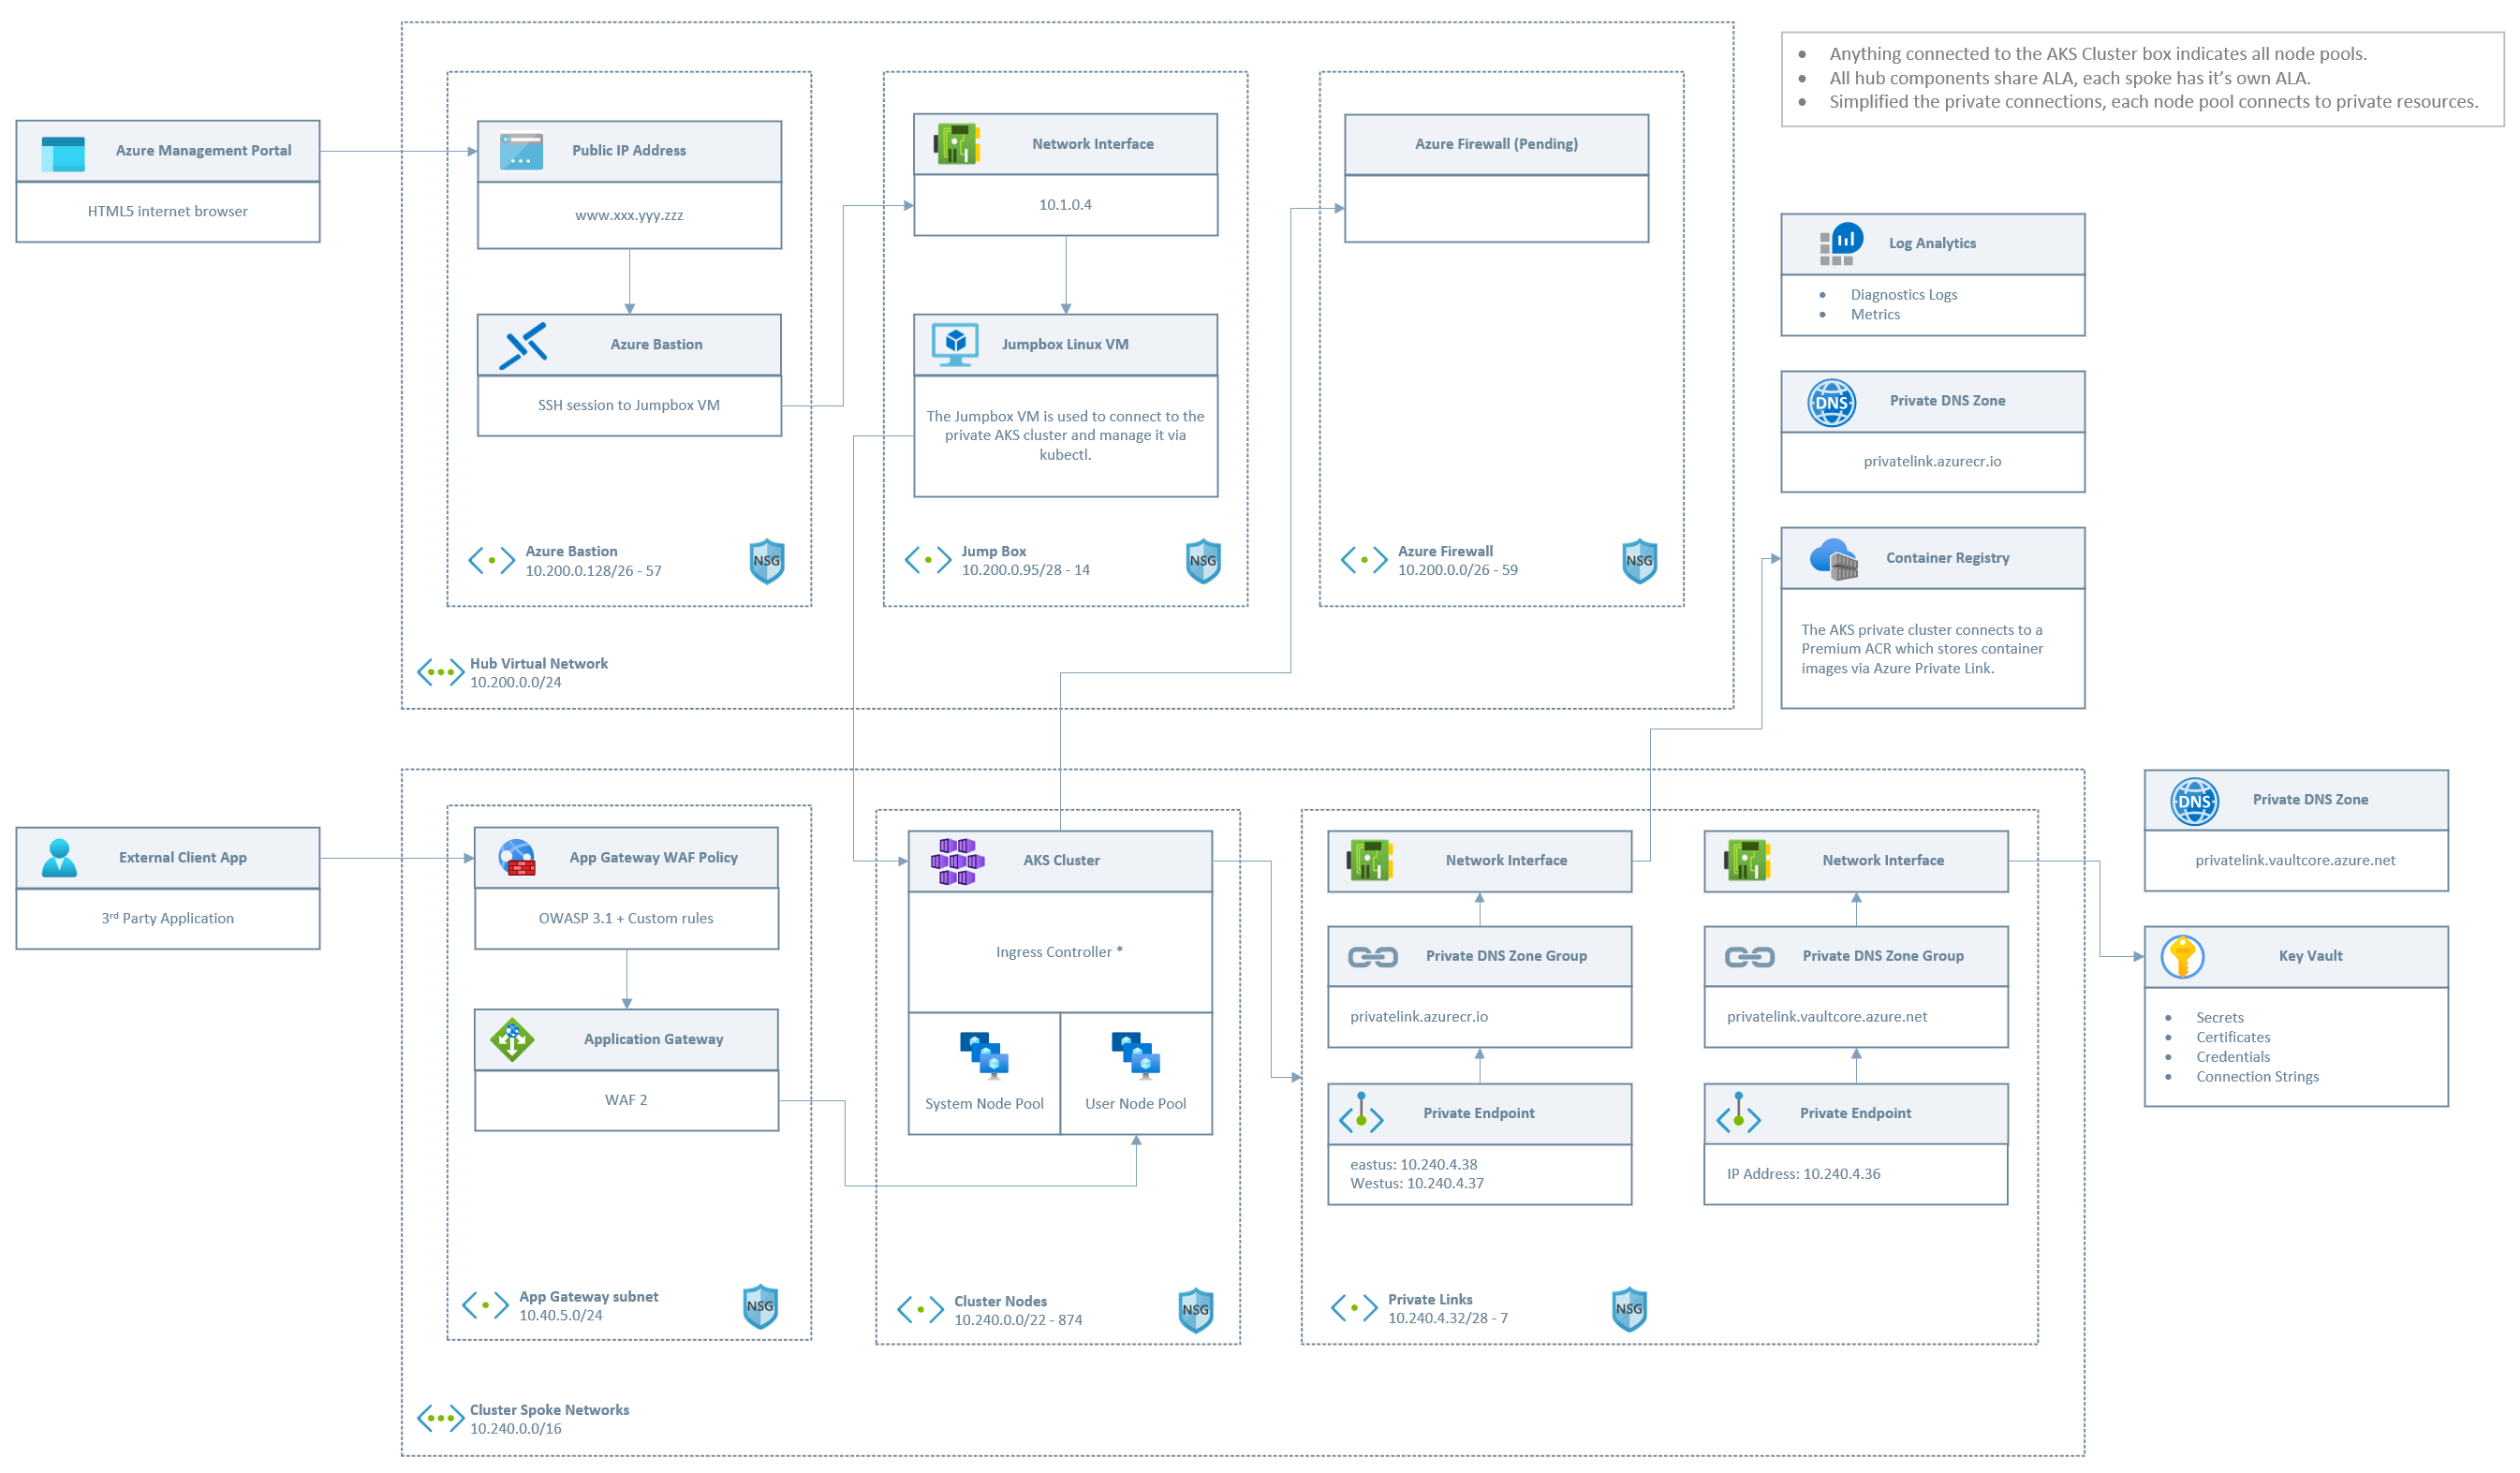 • Anything connected to the AKS Cluster box indicates all node pools.
• All hub components share ALA, each spoke has it's own ALA.
• Simplified the private connections, each node pool connects to private resources.
Azure Management Portal
HTML5 internet browser
Public IP Address
www.xxx.yyy.zzz
Azure Bastion
SSH session to Jumpbox VM
Azure Bastion
10.200.0.128/26 - 57
NSG
Network Interface
10.1.0.4
Jumpbox Linux VM
The Jumpbox VM is used to connect to the
private AKS cluster and manage it via
kubectl.
Jump Box
10.200.0.95/28 - 14
NSG
Azure Firewall (Pending)
Azure Firewall
10.200.0.0/26 - 59
NSG
Hub Virtual Network
10.200.0.0/24
Log Analytics
• Diagnostics Logs
• Metrics
DNS
Private DNS Zone
privatelink.azurecr.io
Container Registry
The AKS private cluster connects to a
Premium ACR which stores container
images via Azure Private Link.
External Client App
3rd Party Application
App Gateway WAF Policy
OWASP 3.1 + Custom rules
Application Gateway
WAF 2
App Gateway subnet
10.40.5.0/24
NSG
AKS Cluster
Ingress Controller *
System Node Pool
User Node Pool
Cluster Nodes
10.240.0.0/22 - 874
NSG
Network Interface
Private DNS Zone Group
privatelink.azurecr.io
Private Endpoint
eastus: 10.240.4.38
Westus: 10.240.4.37
Network Interface
Private DNS Zone Group
privatelink.vaultcore.azure.net
Private Endpoint
IP Address: 10.240.4.36
Private Links
10.240.4.32/28 - 7
NSG
Cluster Spoke Networks
10.240.0.0/16
DNS
Private DNS Zone
privatelink.vaultcore.azure.net
Key Vault
• Secrets
• Certificates
• Credentials
• Connection Strings